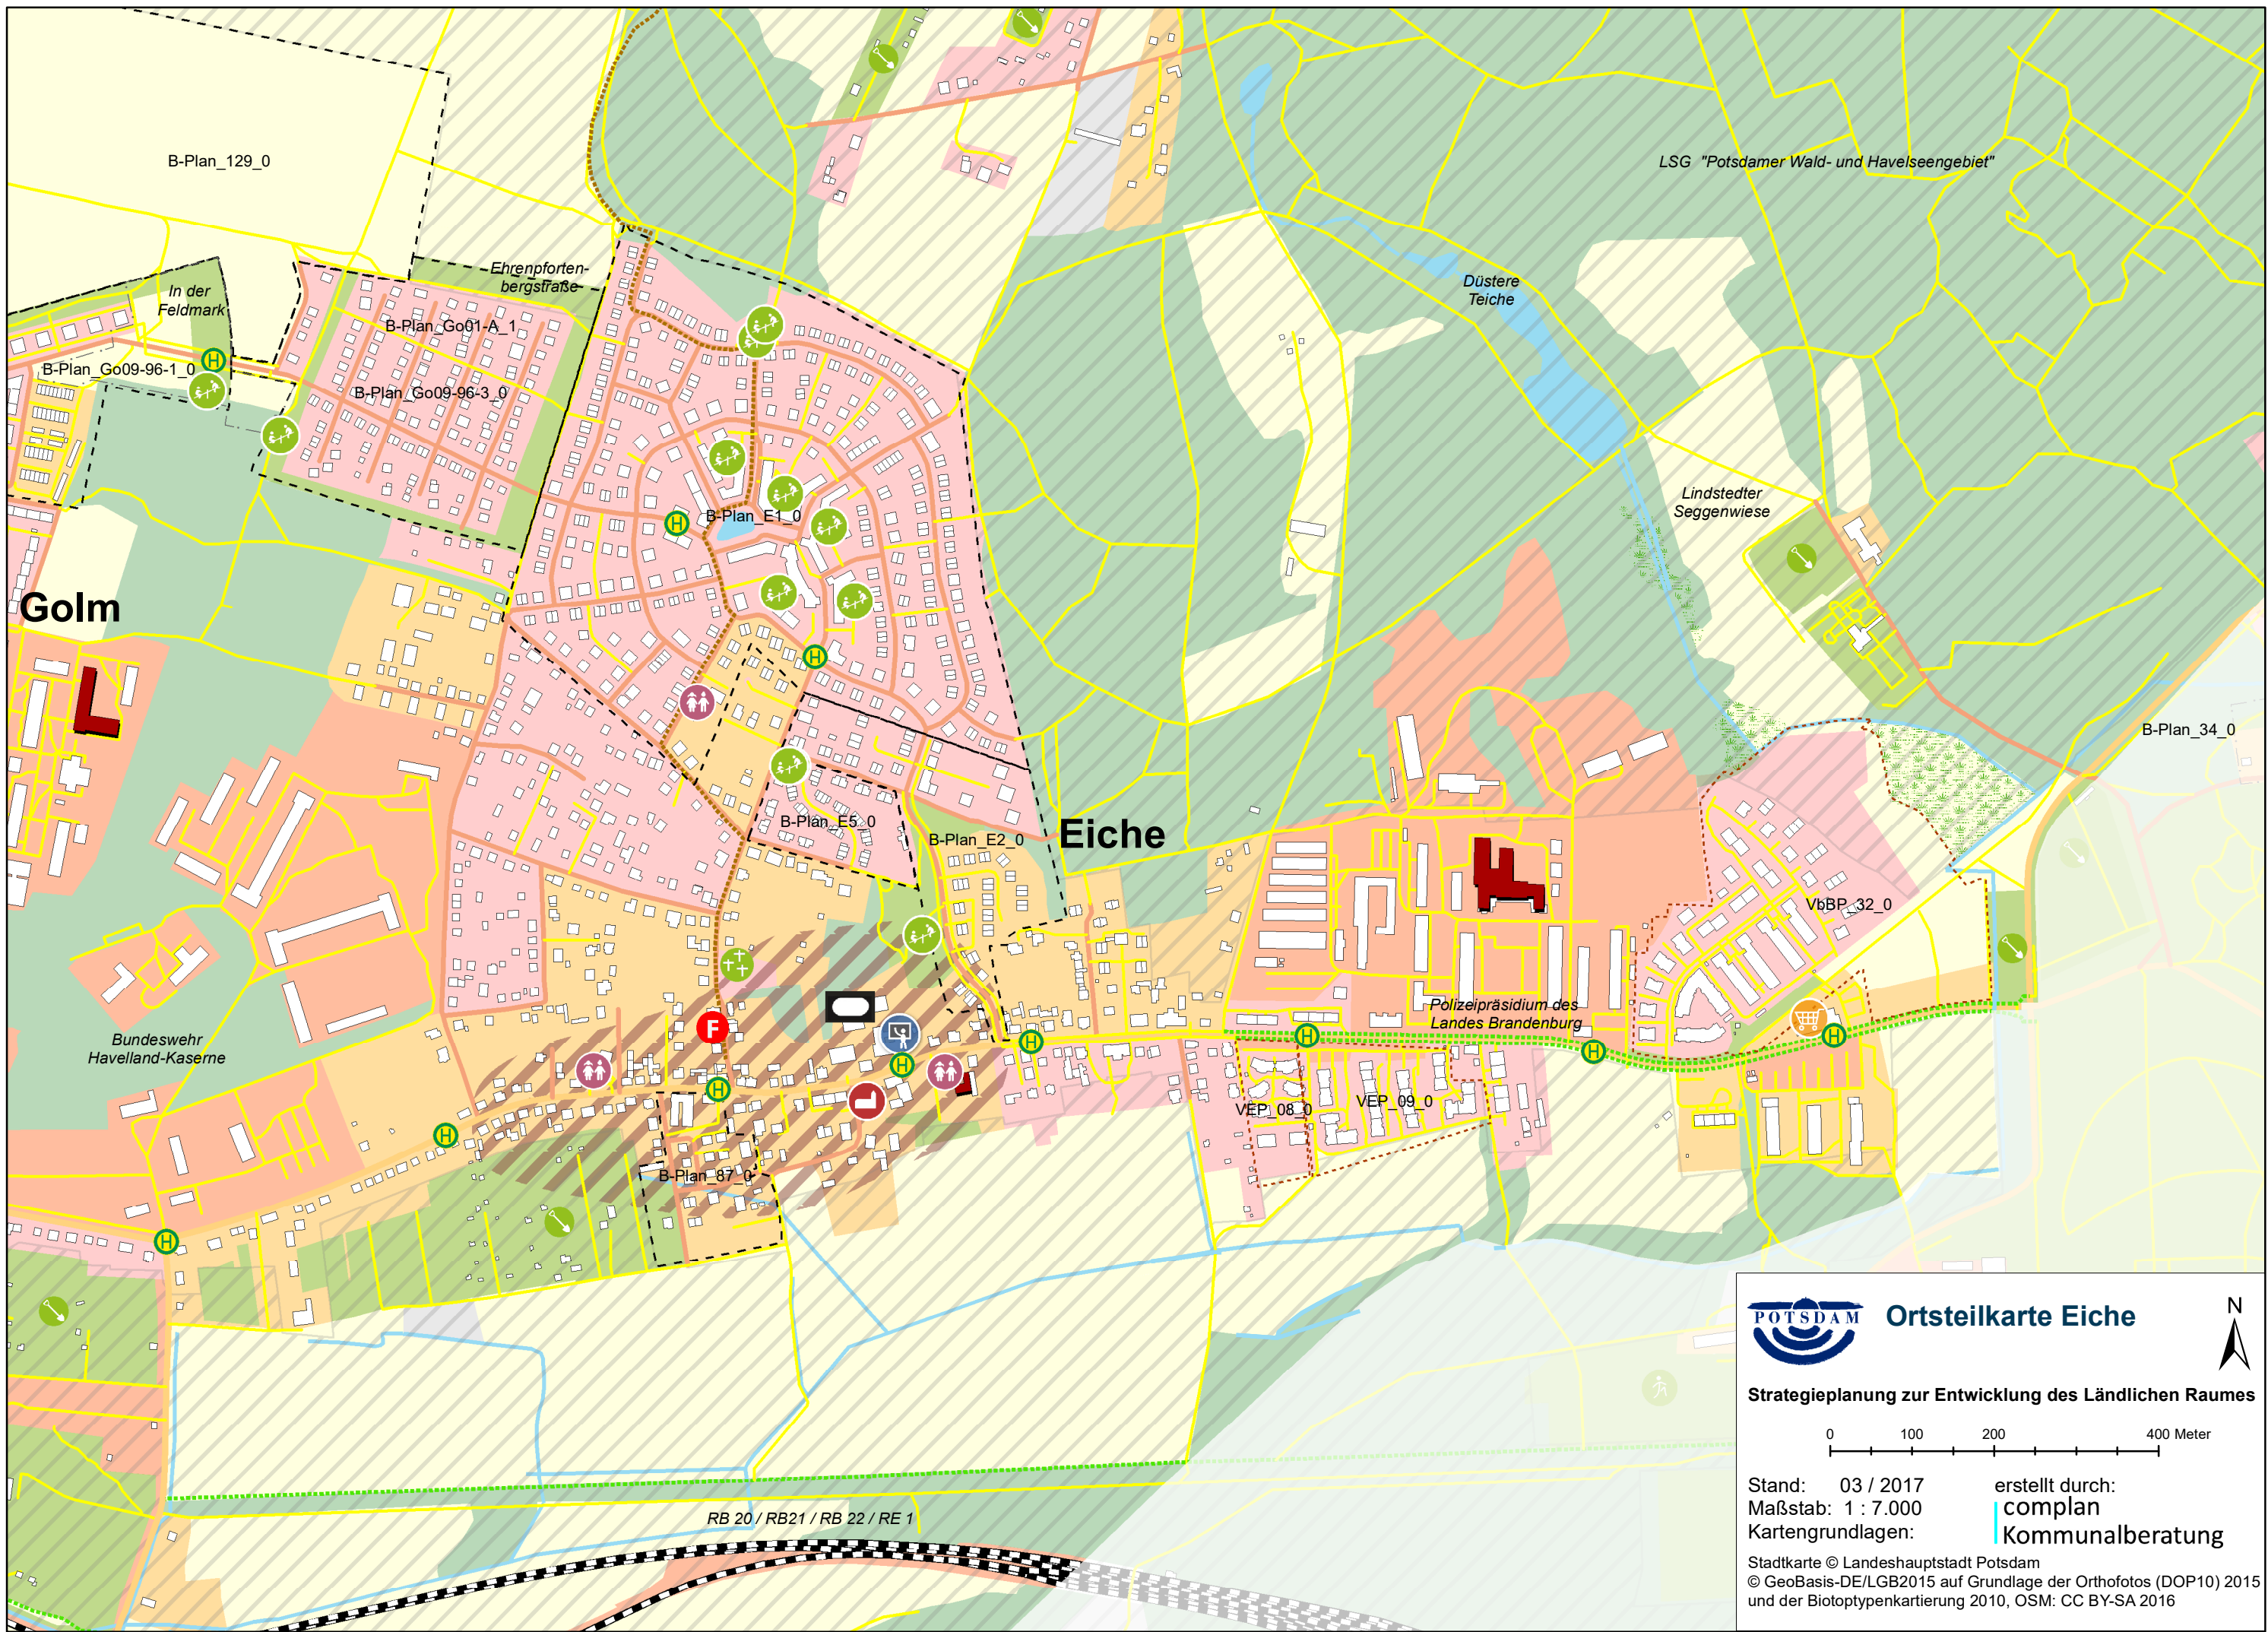 B-Plan_129_0
LSG "Potsdamer Wald- und Havelseengebiet"
Ehrenpforten-
bergstraße
In der
Feldmark
Düstere
Teiche
B-Plan_Go01-A_1
B-Plan_Go09-96-1_0
H
B-Plan_Go09-96-3_0
Lindstedter
Seggenwiese
H
B-Plan_E1_0
Golm
H
B-Plan_34_0
B-Plan_E5_0
B-Plan_E2_0
Eiche
VbBP_32_0
Polizeipräsidium des
Landes Brandenburg
F
Bundeswehr
Havelland-Kaserne
H
H
H
H
H
H
H
VEP_08_0
VEP_09_0
H
B-Plan_87_0
H
RB 20 / RB21 / RB 22 / RE 1
POTSDAM
Ortsteilkarte Eiche
N
Strategieplanung zur Entwicklung des Ländlichen Raumes
0 100 200 400 Meter
Stand: 03 / 2017
Maßstab: 1 : 7.000
Kartengrundlagen:
erstellt durch:
complan
Kommunalberatung
Stadtkarte © Landeshauptstadt Potsdam
© GeoBasis-DE/LGB2015 auf Grundlage der Orthofotos (DOP10) 2015
und der Biotoptypenkartierung 2010, OSM: CC BY-SA 2016